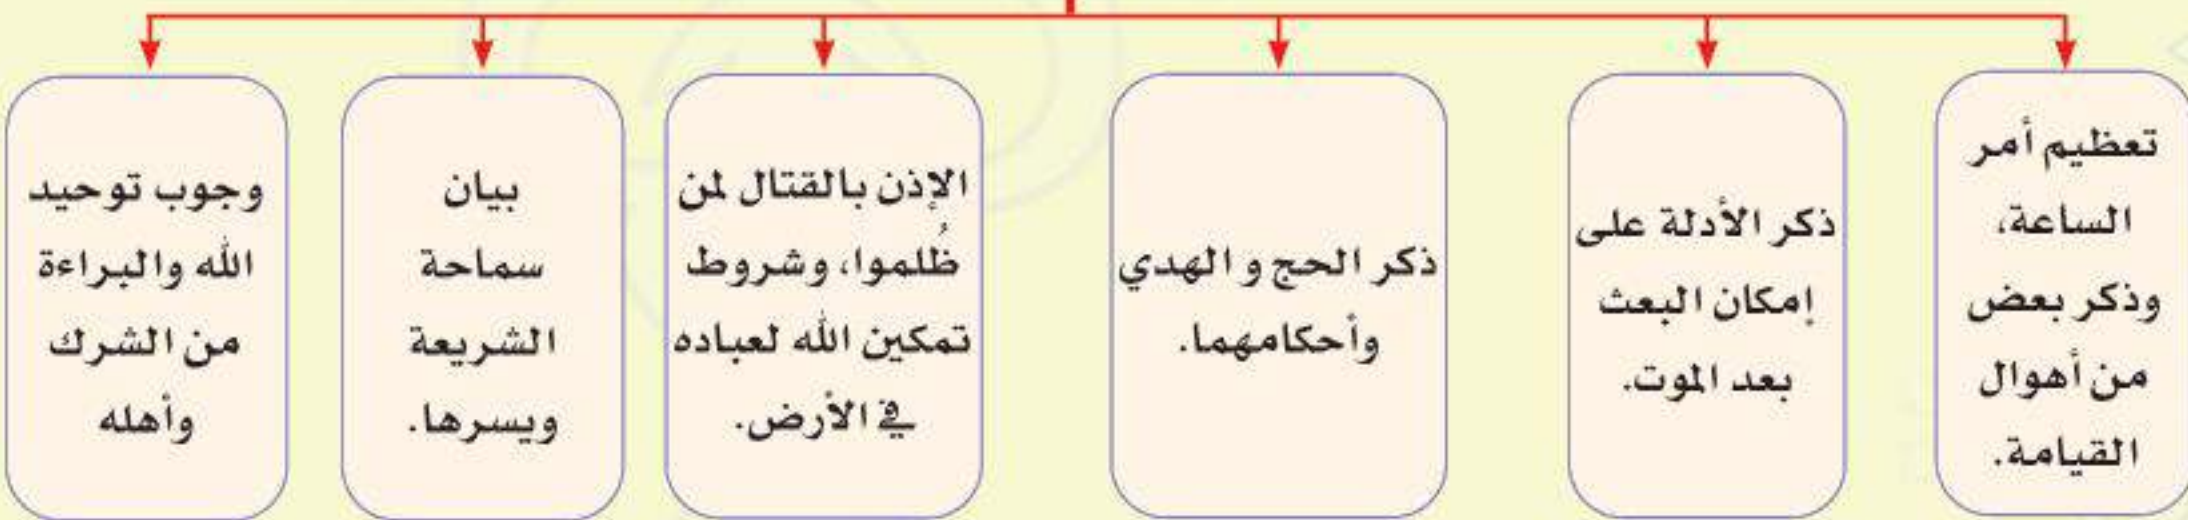 تعظيم أمر
الساعة،
وذكر بعض
من أهوال
القيامة.
ذكر الأدلة على
إمكان البعث
بعد الموت.
ذكر الحج و الهدي
وأحكامهما.
الإذن بالقتال لمن
ظُلموا، وشروط
تمكين الله لعباده
في الأرض.
بيان
سماحة
الشريعة
ويسرها.
وجوب توحيد
الله والبراءة
من الشرك
وأهله